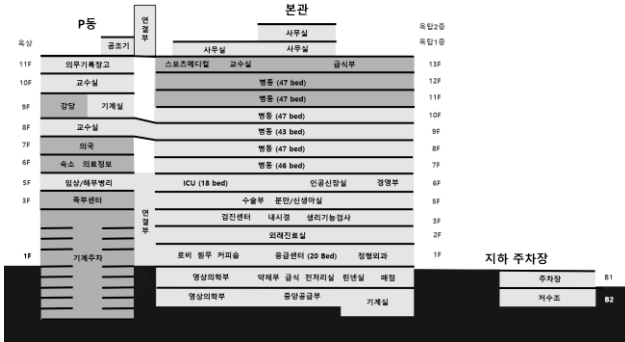 본관
P동
연결부
옥탑2층
사무실
옥상
공조기
사무실 사무실
옥탑1층
11F 의무기록창고
스포츠메디컬 교수실 급식부 13F
10F 교수실
병동 (47 bed) 12F
병동 (47 bed) 11F
9F 강당 기계실
병동 (47 bed) 10F
8F 교수실
병동 (43 bed) 9F
7F 의국
병동 (47 bed) 8F
6F 숙소 의료정보
병동 (46 bed) 7F
5F 임상/해부병리
ICU (18 bed) 인공신장실 경영부 6F
3F 족부센터
수술부 분만/신생아실 5F
연결부
검진센터 내시경 생리기능검사 3F
외래진료실 2F
1F 기계주차
로비 원무 커피숍 응급센터 (20 Bed) 정형외과 1F
지하 주차장
영상의학부 약제부 급식 전처리실 린넨실 매점
주차장 B1
영상의학부 중앙공급부 기계실
저수조 B2